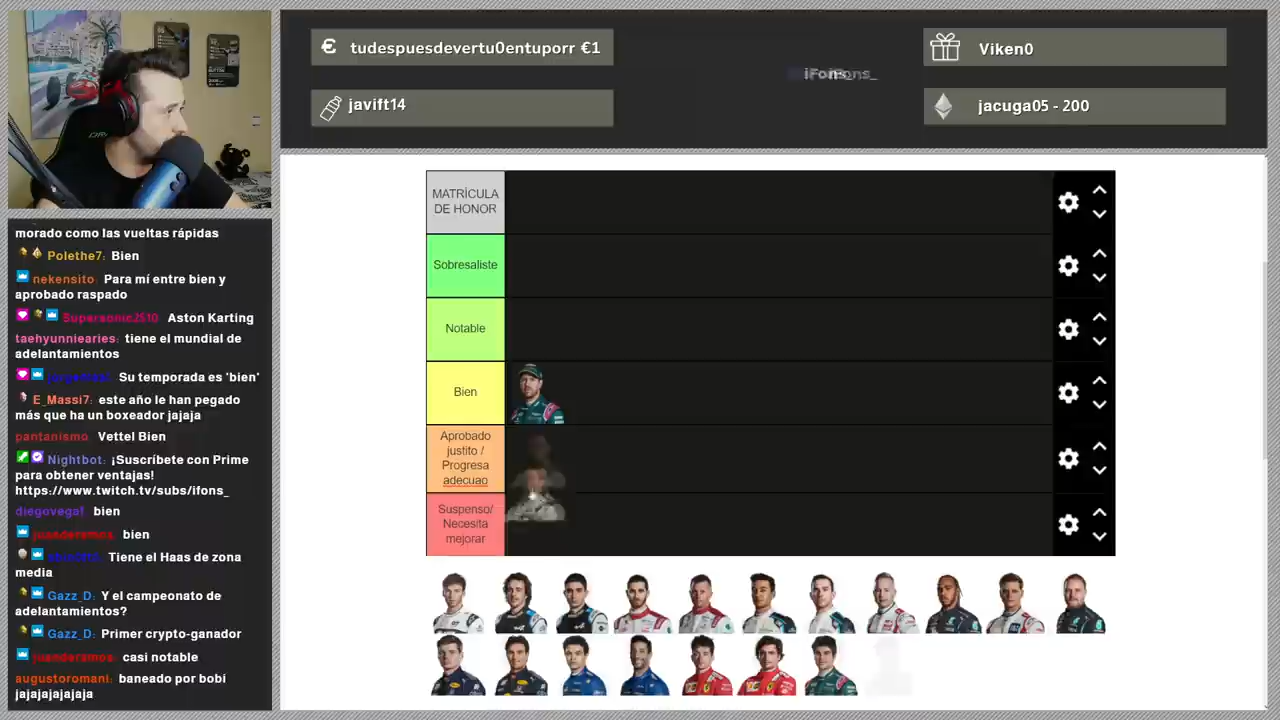 € tudespuesdevertu0entuporr €1
javift14
Viken0
jacuga05 - 200
morado como las vueltas rápidas
Polethe7: Bien
nekensito: Para mí entre bien y
aprobado raspado
Supersonic2510 Aston Karting
taehyunniearies: tiene el mundial de
adelantamientos
Su temporada es 'bien'
E_Massi7: este año le han pegado
más que ha un boxeador jajaja
pantanismo: Vettel Bien
Nightbot: ¡Suscríbete con Prime
para obtener ventajas!
https://www.twitch.tv/subs/ifons_
diegovega1: bien
juanderamos: bien
Tiene el Haas de zona
media
Gazz_D: Y el campeonato de
adelantamientos?
Gazz_D: Primer crypto-ganador
juanderamos: casi notable
augustoromani: baneado por bobi
jajajajajajaja
MATRÍCULA
DE HONOR
Sobresaliste
Notable
Bien
Aprobado
justito /
Progresa
adecuao
Suspenso/
Necesita
mejorar